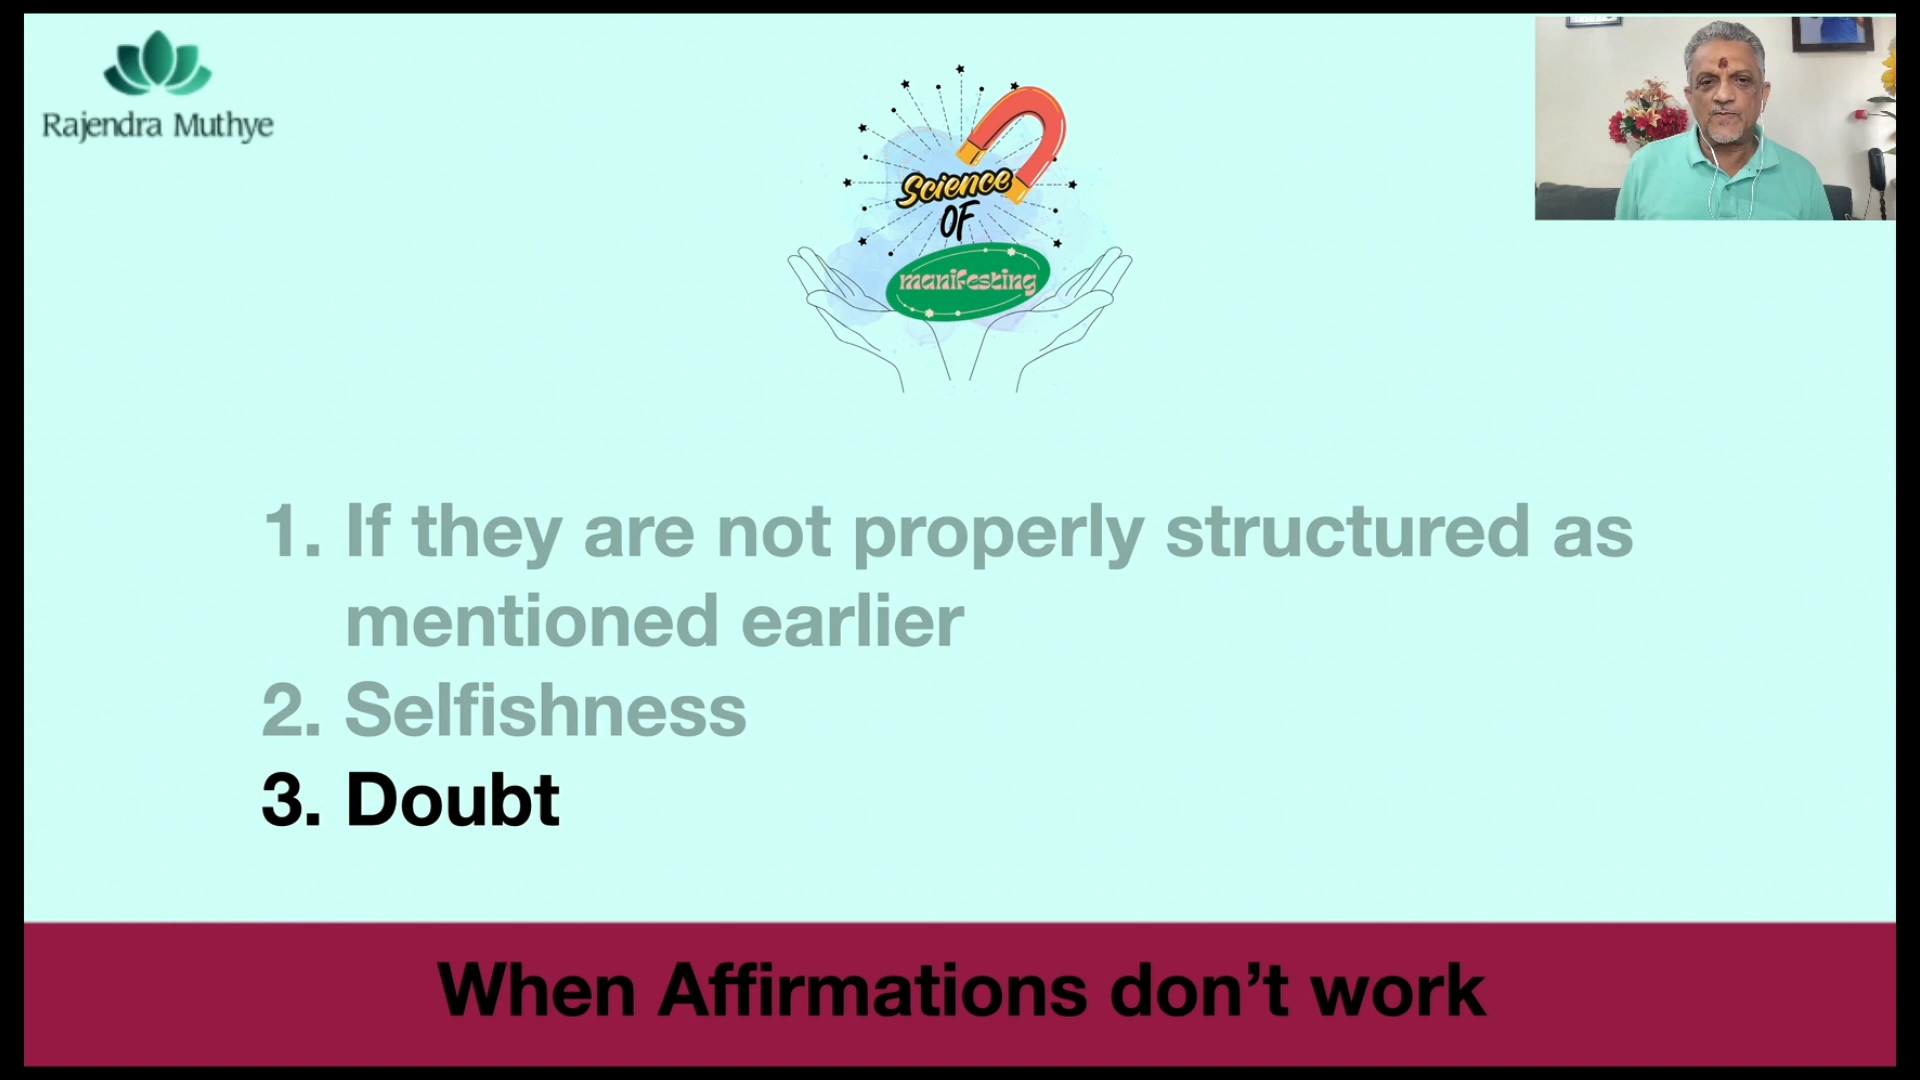 Rajendra Muthye
Science
OF
manifesting
1. If they are not properly structured as
mentioned earlier
2. Selfishness
3. Doubt
When Affirmations don’t work